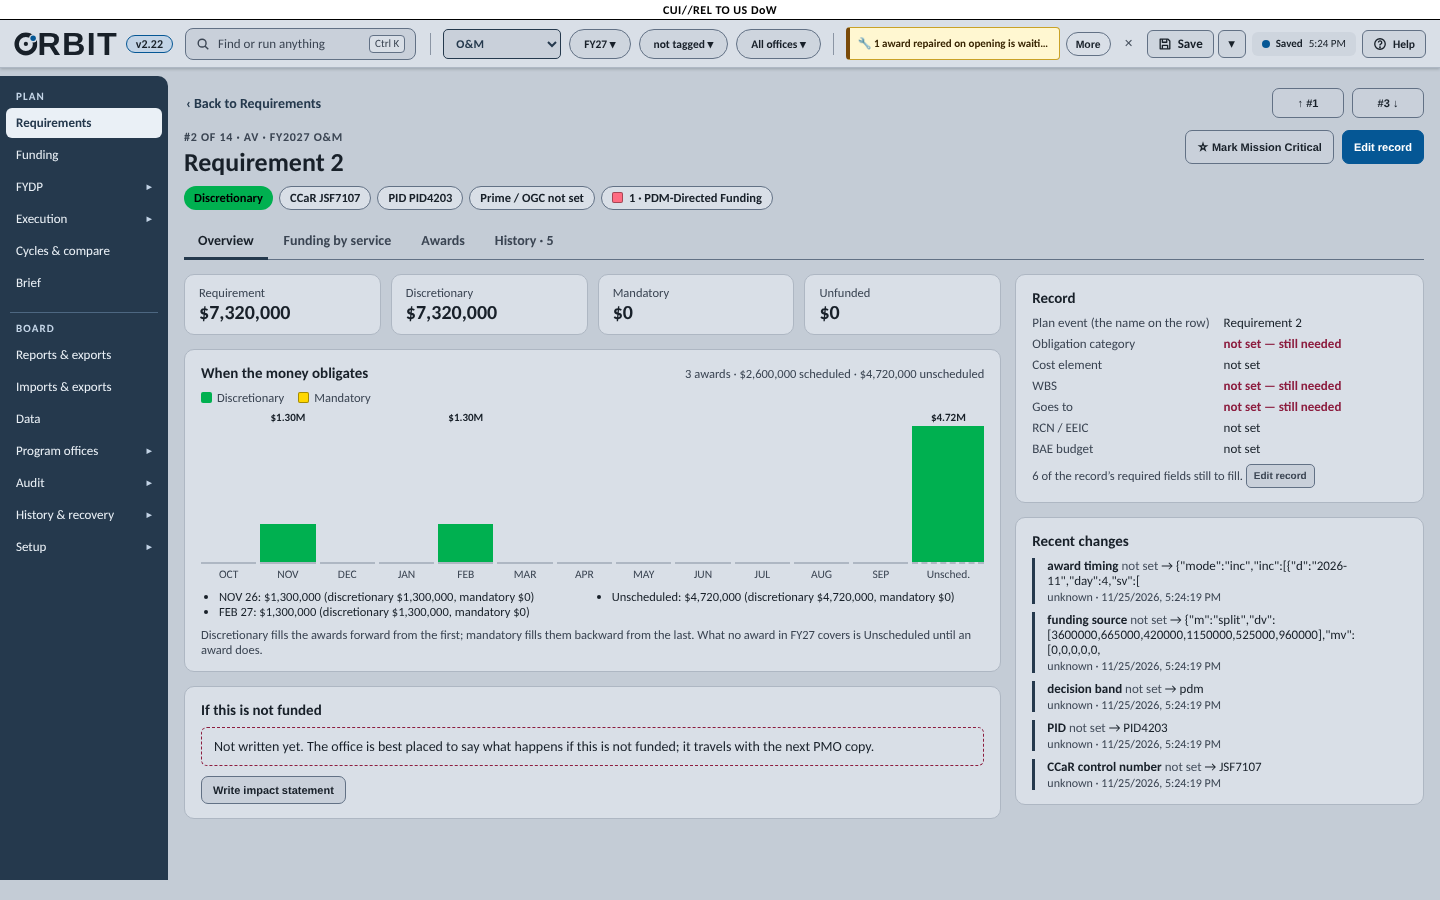 CUI//REL TO US DoW
ORBIT v2.22 Find or run anything Ctrl K O&M FY27 ▾ not tagged ▾ All offices ▾ 🔧 1 award repaired on opening is waiti... More × Save ▾ Saved 5:24 PM Help
PLAN
Requirements
Funding
FYDP ▸
Execution ▸
Cycles & compare
Brief
BOARD
Reports & exports
Imports & exports
Data
Program offices ▸
Audit ▸
History & recovery ▸
Setup ▸
‹ Back to Requirements
↑ #1 #3 ↓
#2 OF 14 · AV · FY2027 O&M
Requirement 2
☆ Mark Mission Critical Edit record
Discretionary CCaR JSF7107 PID PID4203 Prime / OGC not set 1 · PDM-Directed Funding
Overview Funding by service Awards History · 5
Requirement
$7,320,000
Discretionary
$7,320,000
Mandatory
$0
Unfunded
$0
When the money obligates
3 awards · $2,600,000 scheduled · $4,720,000 unscheduled
Discretionary Mandatory
$1.30M $1.30M $4.72M
OCT NOV DEC JAN FEB MAR APR MAY JUN JUL AUG SEP Unsched.
• NOV 26: $1,300,000 (discretionary $1,300,000, mandatory $0)
• FEB 27: $1,300,000 (discretionary $1,300,000, mandatory $0)
• Unscheduled: $4,720,000 (discretionary $4,720,000, mandatory $0)
Discretionary fills the awards forward from the first; mandatory fills them backward from the last. What no award in FY27 covers is Unscheduled until an
award does.
If this is not funded
Not written yet. The office is best placed to say what happens if this is not funded; it travels with the next PMO copy.
Write impact statement
Record
Plan event (the name on the row) Requirement 2
Obligation category not set — still needed
Cost element not set
WBS not set — still needed
Goes to not set — still needed
RCN / EEIC not set
BAE budget not set
6 of the record's required fields still to fill. Edit record
Recent changes
award timing not set → {"mode":"inc","inc":[{"d":"2026-
11","day":4,"sv":[
unknown · 11/25/2026, 5:24:19 PM
funding source not set → {"m":"split","dv":
[3600000,665000,420000,1150000,525000,960000],"mv":
[0,0,0,0,0,
unknown · 11/25/2026, 5:24:19 PM
decision band not set → pdm
unknown · 11/25/2026, 5:24:19 PM
PID not set → PID4203
unknown · 11/25/2026, 5:24:19 PM
CCaR control number not set → JSF7107
unknown · 11/25/2026, 5:24:19 PM